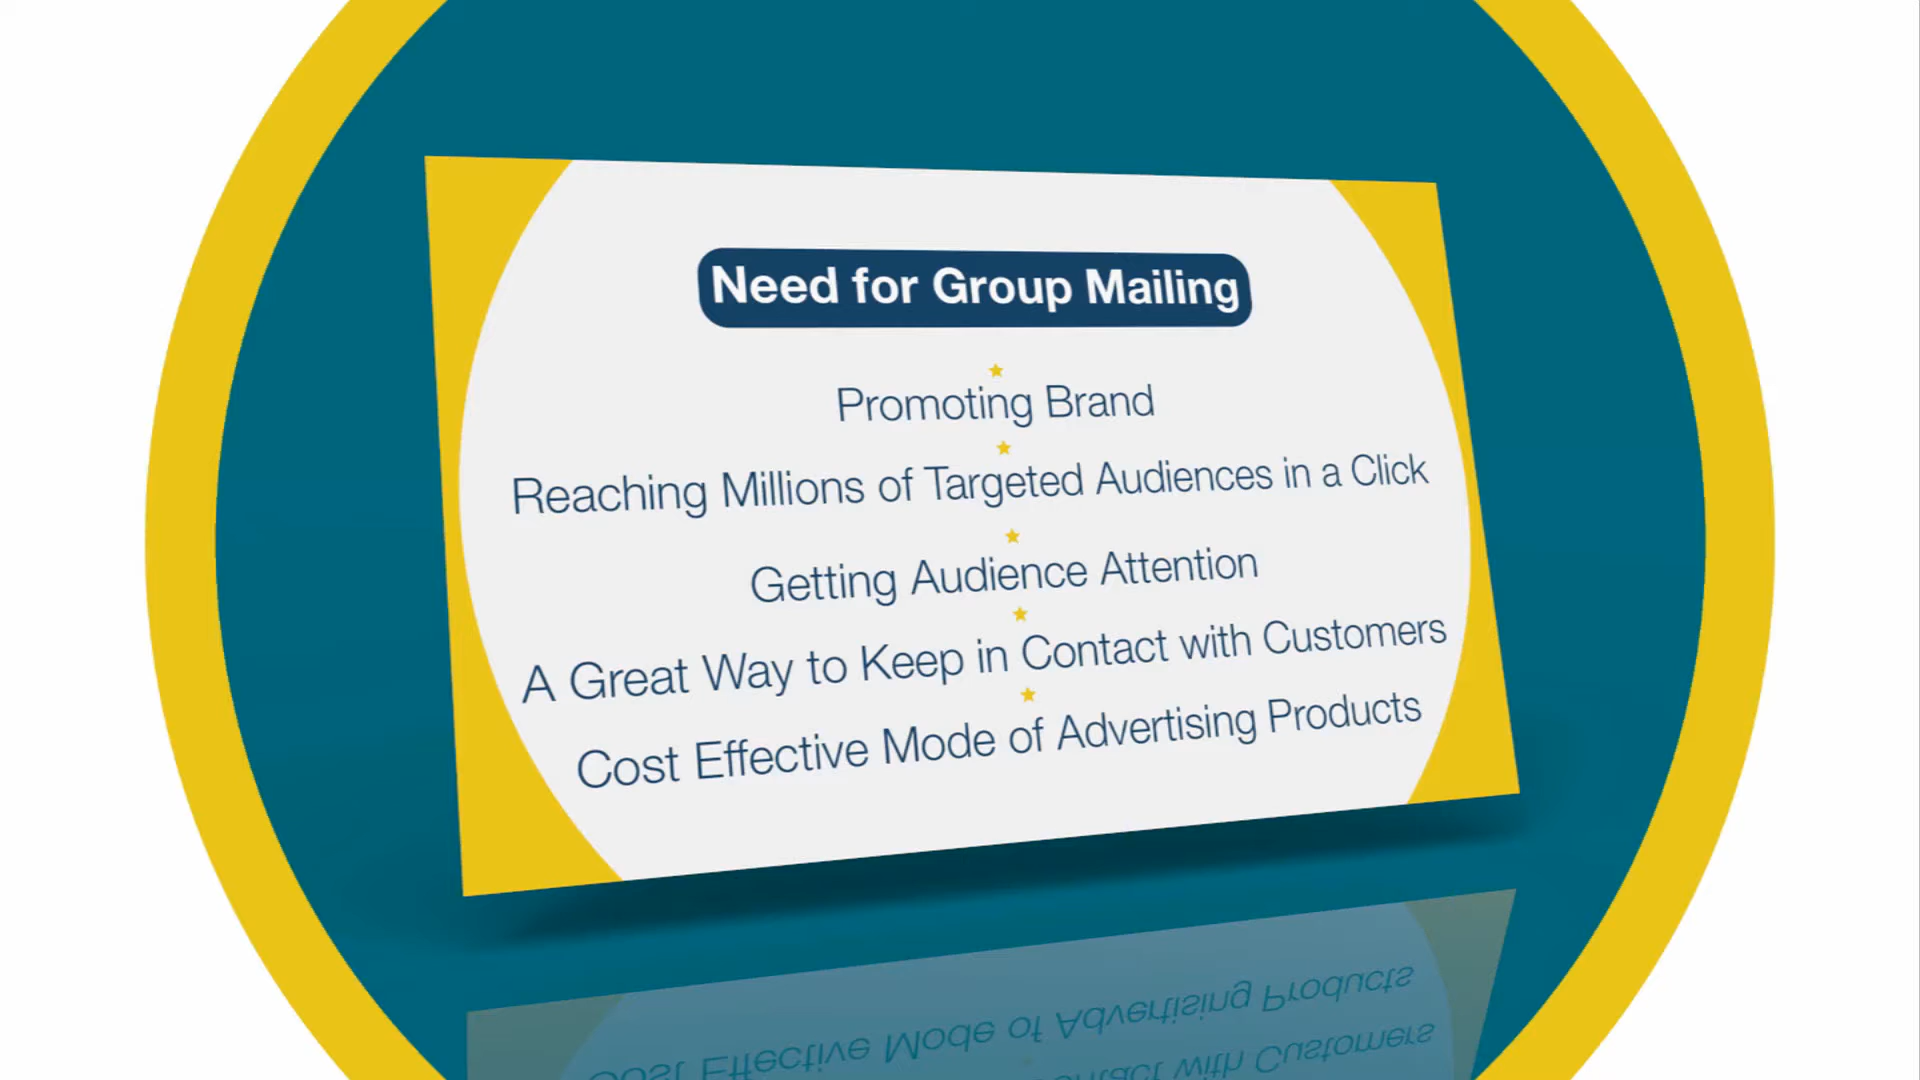 Need for Group Mailing
Promoting Brand
Reaching Millions of Targeted Audiences in a Click
Getting Audience Attention
A Great Way to Keep in Contact with Customers
Cost Effective Mode of Advertising Products